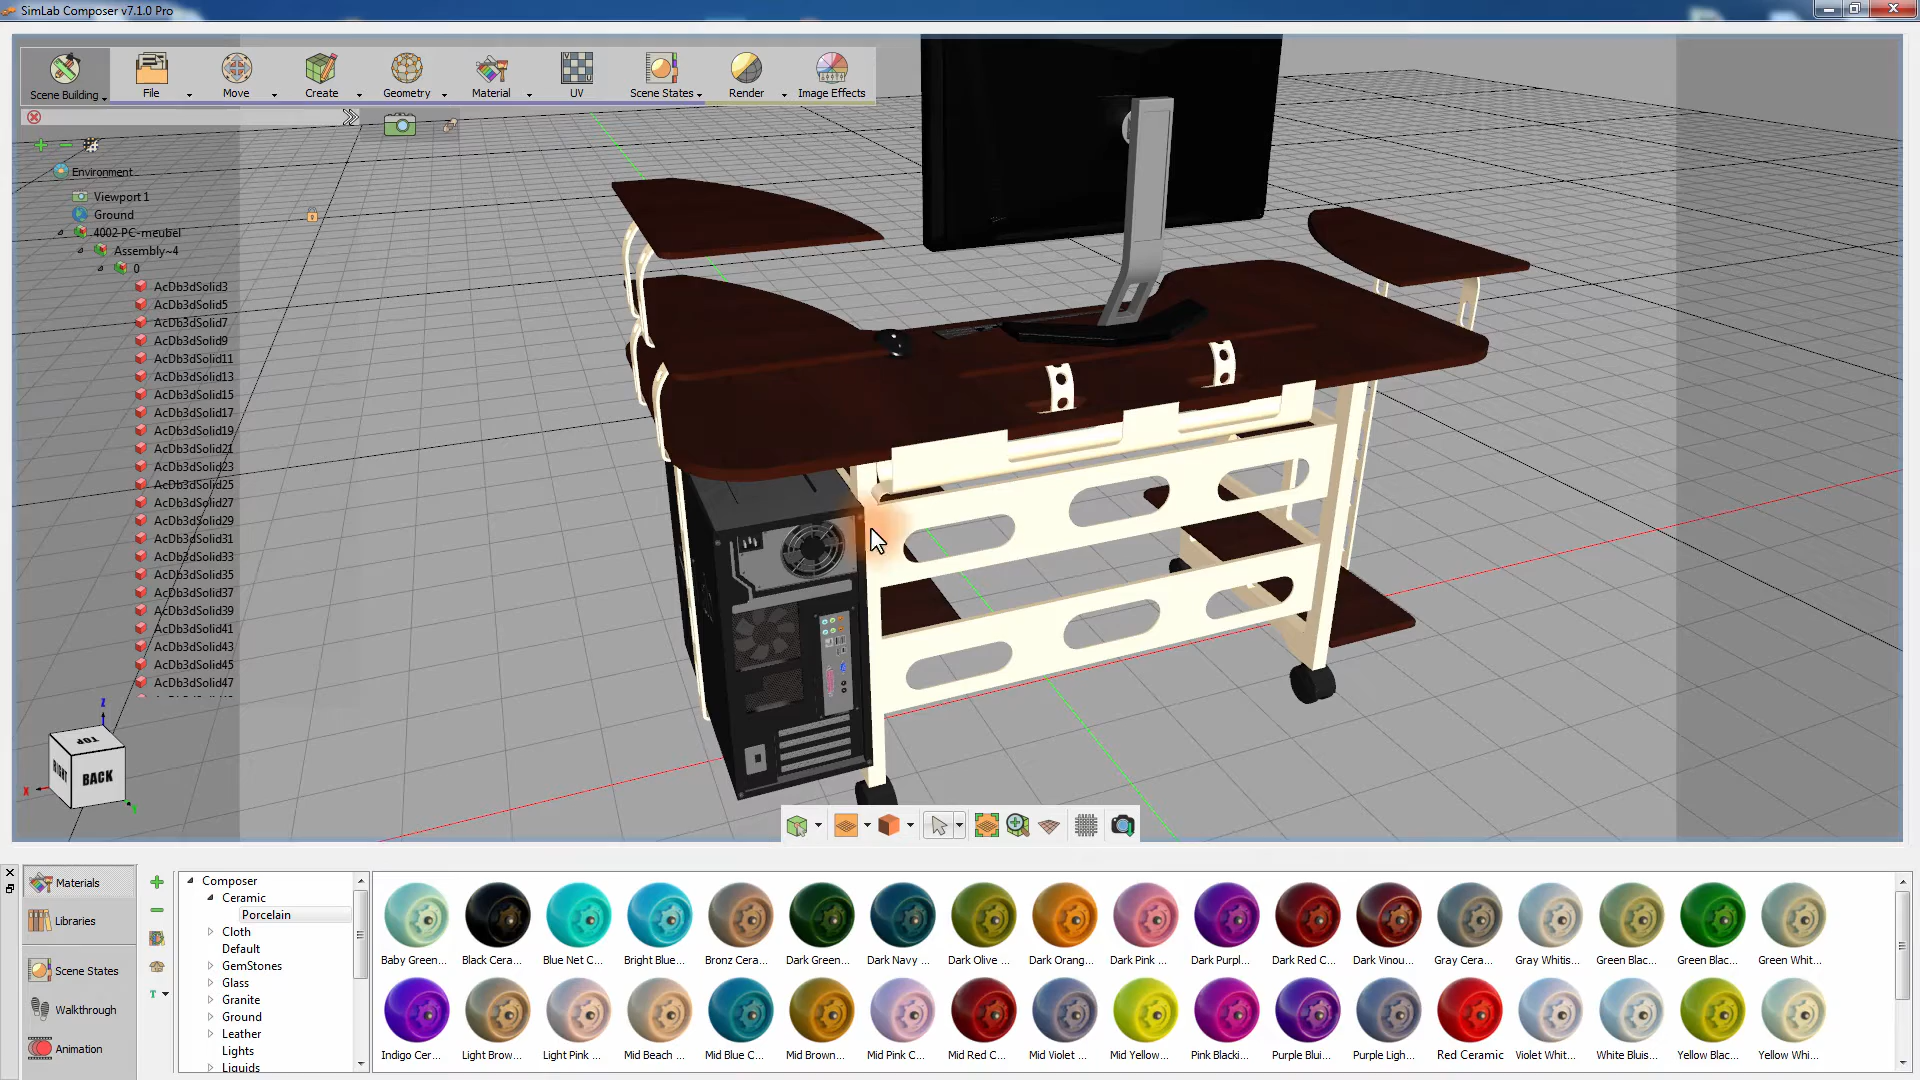 SimLab Composer v7.1.0 Pro
Scene Building
File
Move
Create
Geometry
Material
UV
Scene States
Render
Image Effects
Environment
Viewport 1
Ground
4002 PC-meubel
Assembly~4
0
AcDb3dSolid3
AcDb3dSolid5
AcDb3dSolid7
AcDb3dSolid9
AcDb3dSolid11
AcDb3dSolid13
AcDb3dSolid15
AcDb3dSolid17
AcDb3dSolid19
AcDb3dSolid21
AcDb3dSolid23
AcDb3dSolid25
AcDb3dSolid27
AcDb3dSolid29
AcDb3dSolid31
AcDb3dSolid33
AcDb3dSolid35
AcDb3dSolid37
AcDb3dSolid39
AcDb3dSolid41
AcDb3dSolid43
AcDb3dSolid45
AcDb3dSolid47
Z
TOP
RIGHT
BACK
X
Materials
Libraries
Scene States
Walkthrough
Animation
T
Composer
Ceramic
Porcelain
Cloth
Default
GemStones
Glass
Granite
Ground
Leather
Lights
Liquids
Baby Green...
Black Cera...
Blue Net C...
Bright Blue...
Bronz Cera...
Dark Green...
Dark Navy ...
Dark Olive ...
Dark Orang...
Dark Pink ...
Dark Purpl...
Dark Red C...
Dark Vinou...
Gray Cera...
Gray Whitis...
Green Blac...
Green Blac...
Green Whit...
Indigo Cer...
Light Brow...
Light Pink ...
Mid Beach ...
Mid Blue C...
Mid Brown...
Mid Pink C...
Mid Red C...
Mid Violet ...
Mid Yellow...
Pink Blacki...
Purple Blui...
Purple Ligh...
Red Ceramic
Violet Whit...
White Bluis...
Yellow Blac...
Yellow Whi...